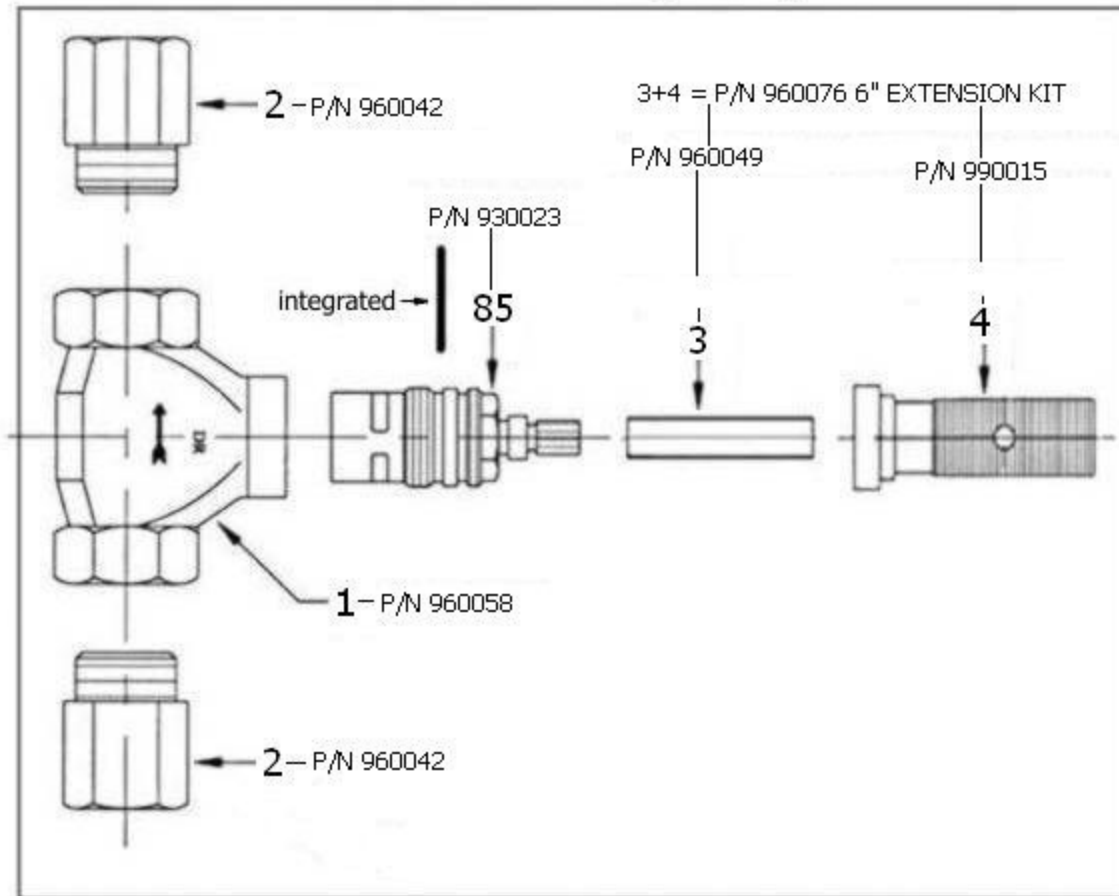 2-P/N 960042
3+4 = P/N 960076 6" EXTENSION KIT
P/N 960049
P/N 990015
P/N 930023
integrated
85
3
4
DR
1-P/N 960058
2-P/N 960042